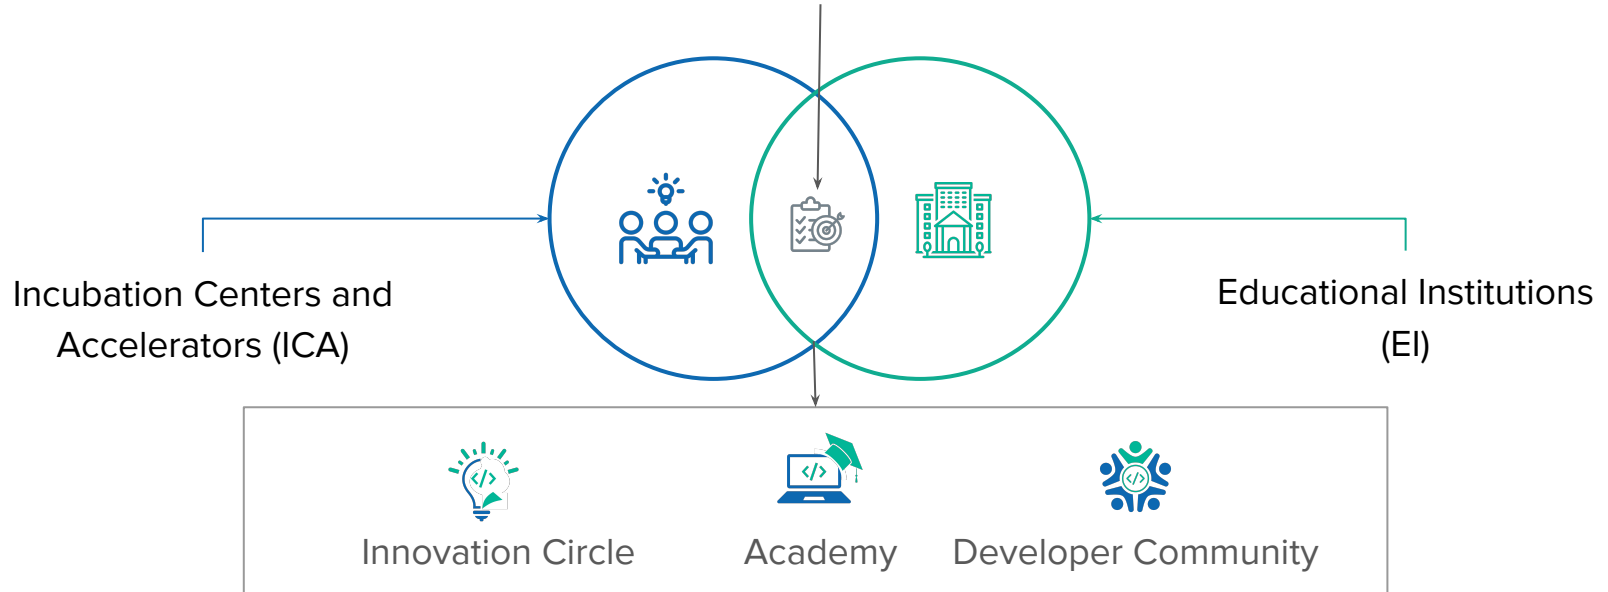 Incubation Centers and
Accelerators (ICA)
Educational Institutions
(EI)
</>
</>
</>
Innovation Circle
Academy
Developer Community